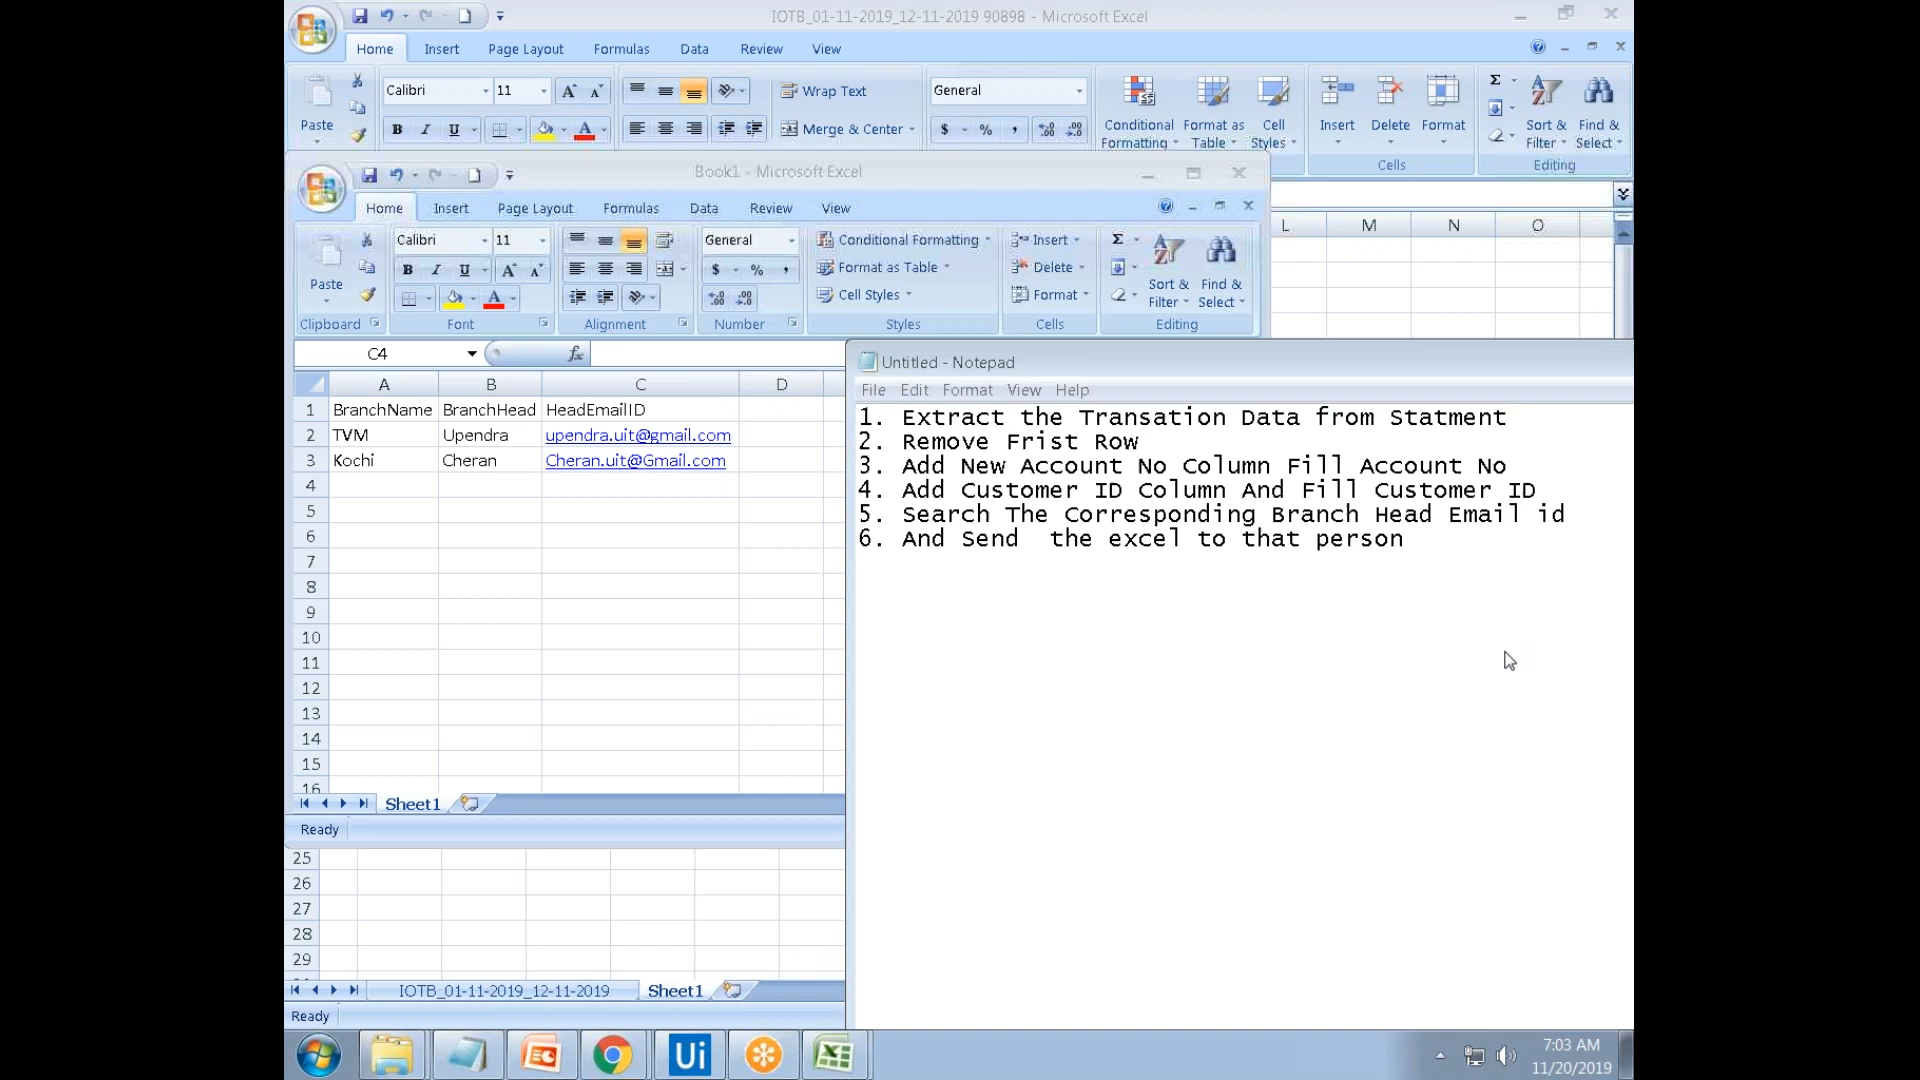 IOTB_01-11-2019_12-11-2019 90898 - Microsoft Excel
Home Insert Page Layout Formulas Data Review View
Paste
Calibri 11
B I U
Wrap Text
Merge & Center
General
$ % ,
Conditional Formatting
Format as Table
Cell Styles
Insert Delete Format
Cells
Sort & Filter
Find & Select
Editing
Book1 - Microsoft Excel
Home Insert Page Layout Formulas Data Review View
Paste
Clipboard
Calibri 11
B I U
Font
Alignment
General
$ % ,
Number
Conditional Formatting
Format as Table
Cell Styles
Styles
Insert
Delete
Format
Cells
Sort & Filter
Find & Select
Editing
L M N O
C4
fx
A B C D
1 BranchName BranchHead HeadEmailID
2 TVM Upendra upendra.uit@gmail.com
3 Kochi Cheran Cheran.uit@Gmail.com
4
5
6
7
8
9
10
11
12
13
14
15
16
Sheet1
Ready
Untitled - Notepad
File Edit Format View Help
1. Extract the Transation Data from Statment
2. Remove Frist Row
3. Add New Account No Column Fill Account No
4. Add Customer ID Column And Fill Customer ID
5. Search The Corresponding Branch Head Email id
6. And Send  the excel to that person
25
26
27
28
29
IOTB_01-11-2019_12-11-2019 Sheet1
Ready
Ui
7:03 AM
11/20/2019